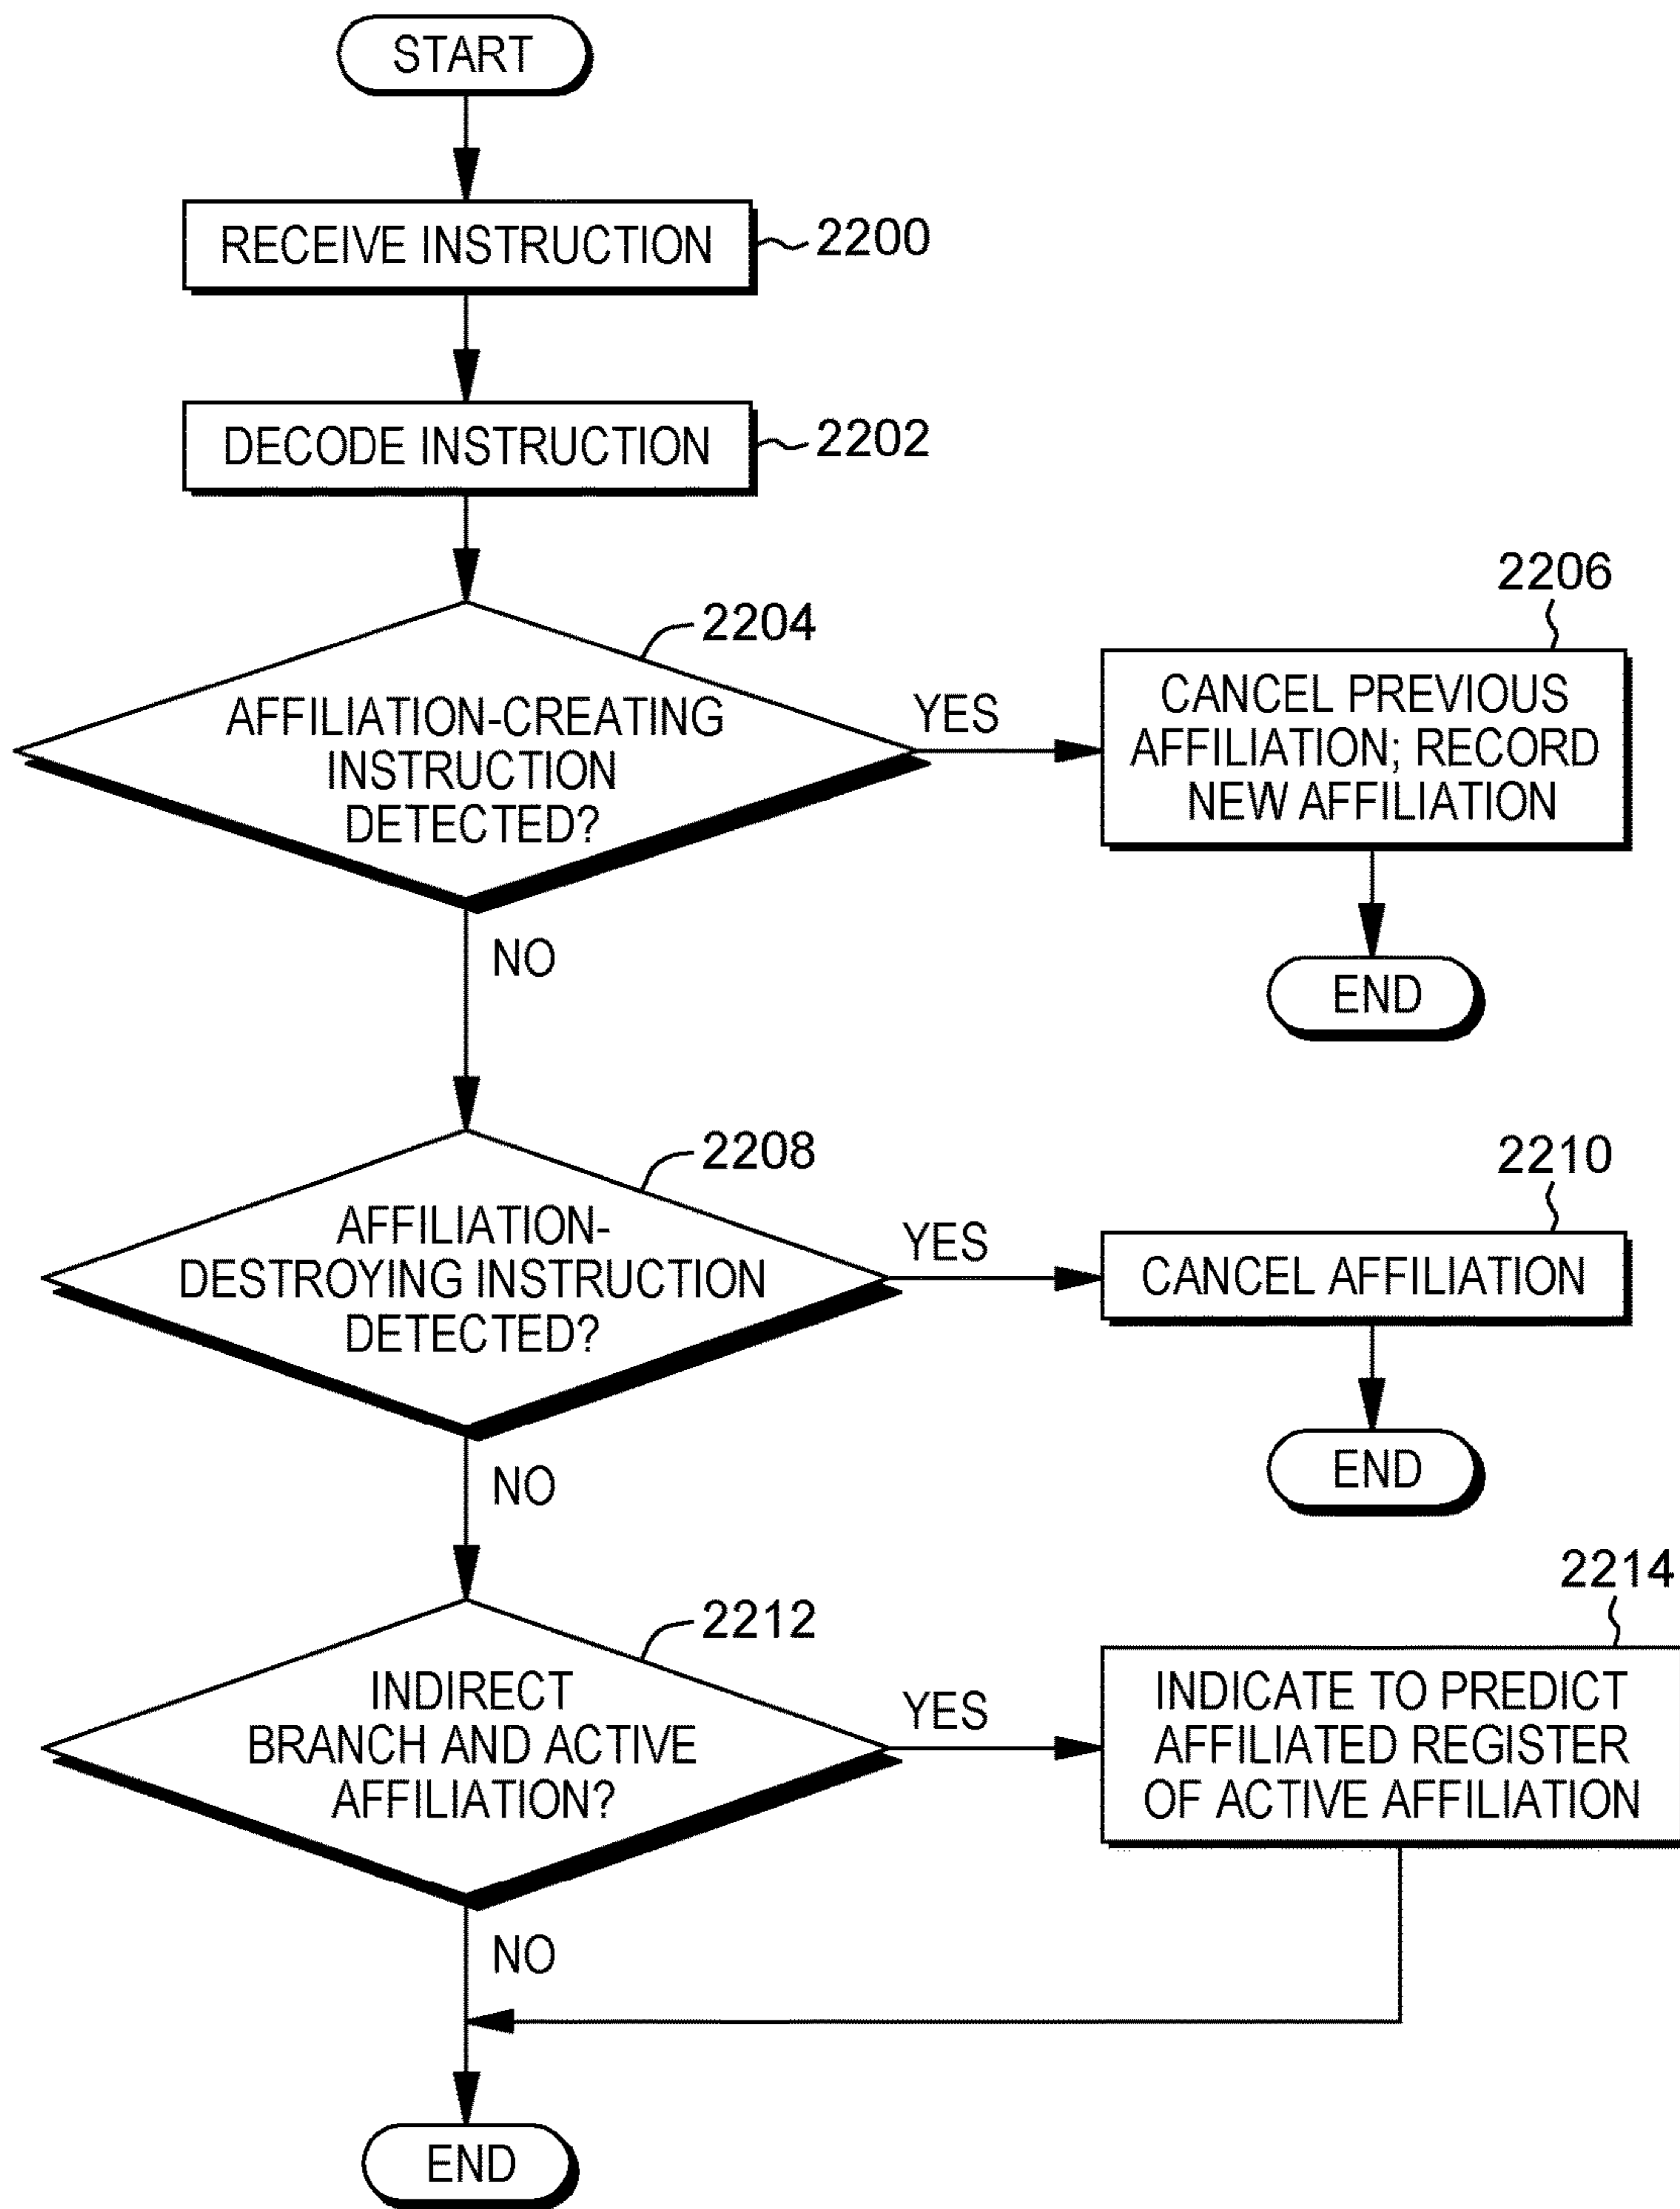 START
RECEIVE INSTRUCTION
2200
DECODE INSTRUCTION
2202
2204
AFFILIATION-CREATING
INSTRUCTION
DETECTED?
YES
2206
CANCEL PREVIOUS
AFFILIATION; RECORD
NEW AFFILIATION
END
NO
2208
AFFILIATION-
DESTROYING INSTRUCTION
DETECTED?
YES
2210
CANCEL AFFILIATION
END
NO
2212
INDIRECT
BRANCH AND ACTIVE
AFFILIATION?
YES
2214
INDICATE TO PREDICT
AFFILIATED REGISTER
OF ACTIVE AFFILIATION
NO
END